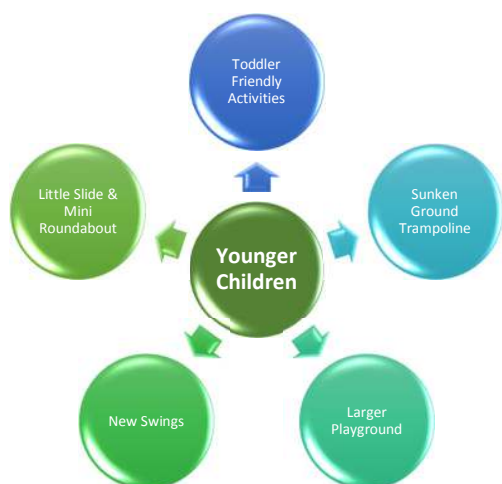 Toddler
Friendly
Activities
Little Slide &
Mini
Roundabout
Sunken
Ground
Trampoline
Younger
Children
New Swings
Larger
Playground